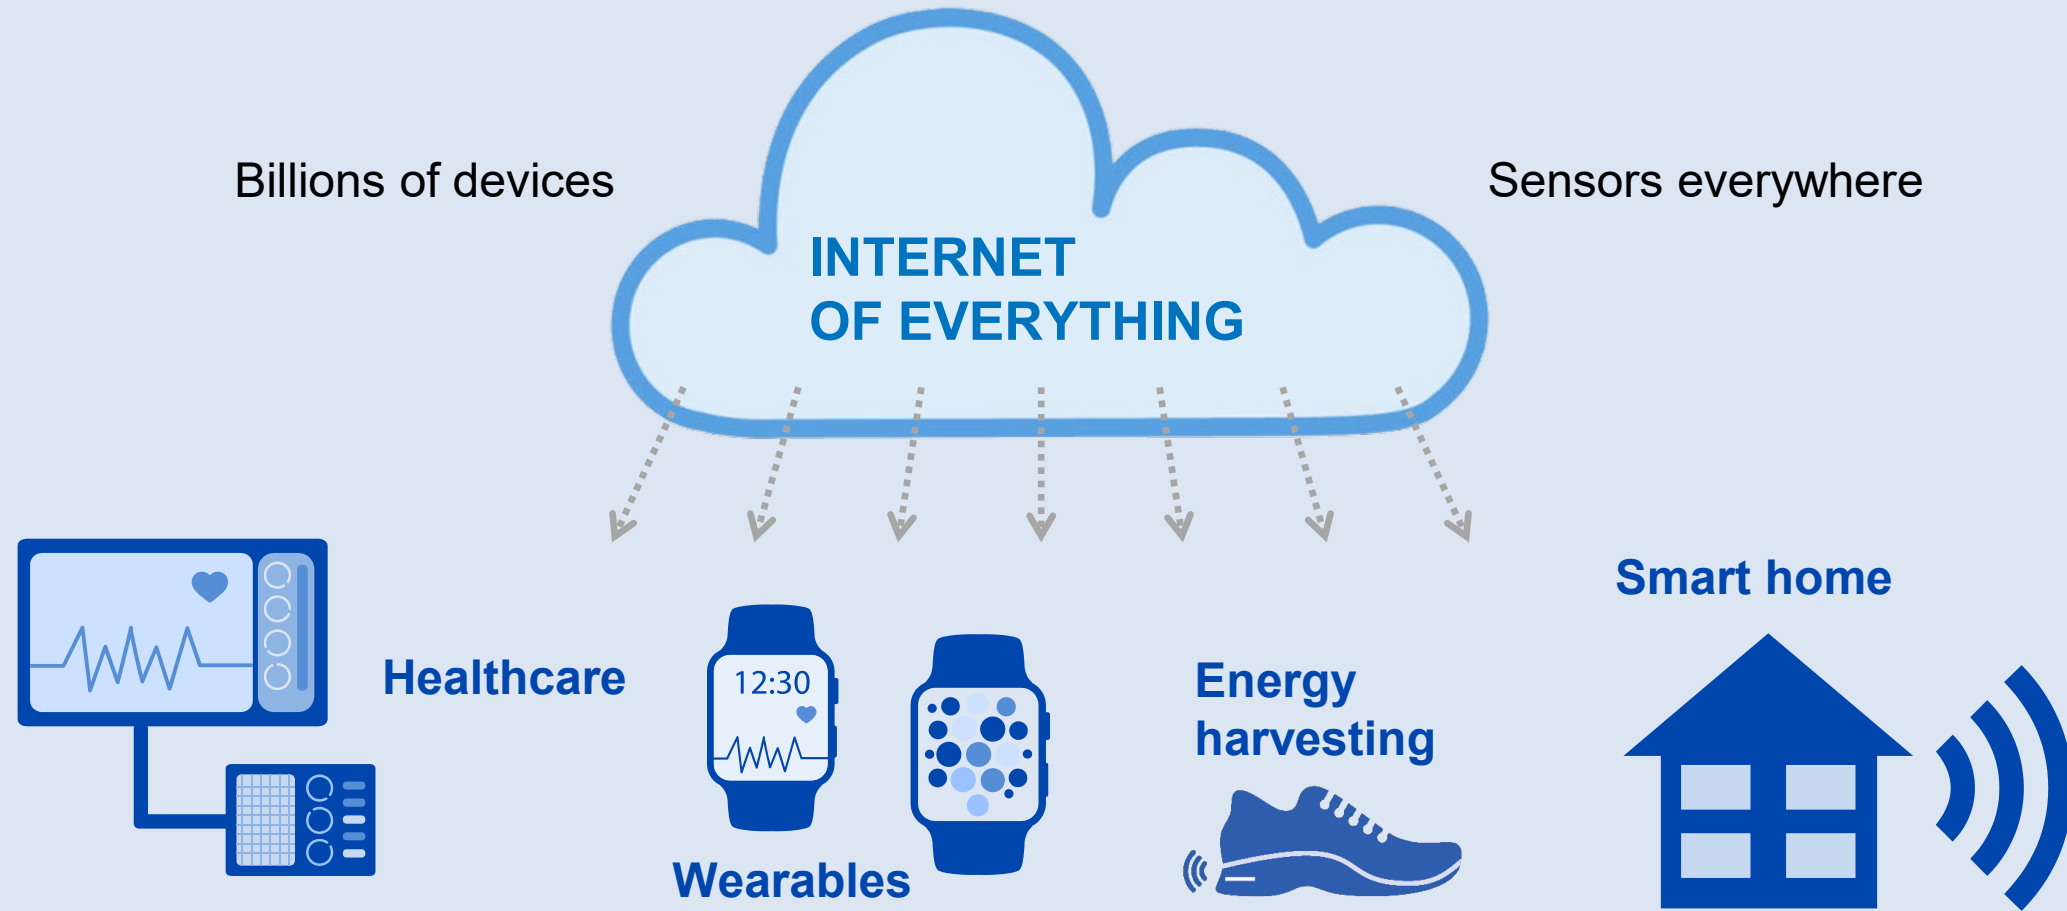 Billions of devices
Sensors everywhere
INTERNET
OF EVERYTHING
Smart home
Healthcare
12:30
Energy
harvesting
Wearables